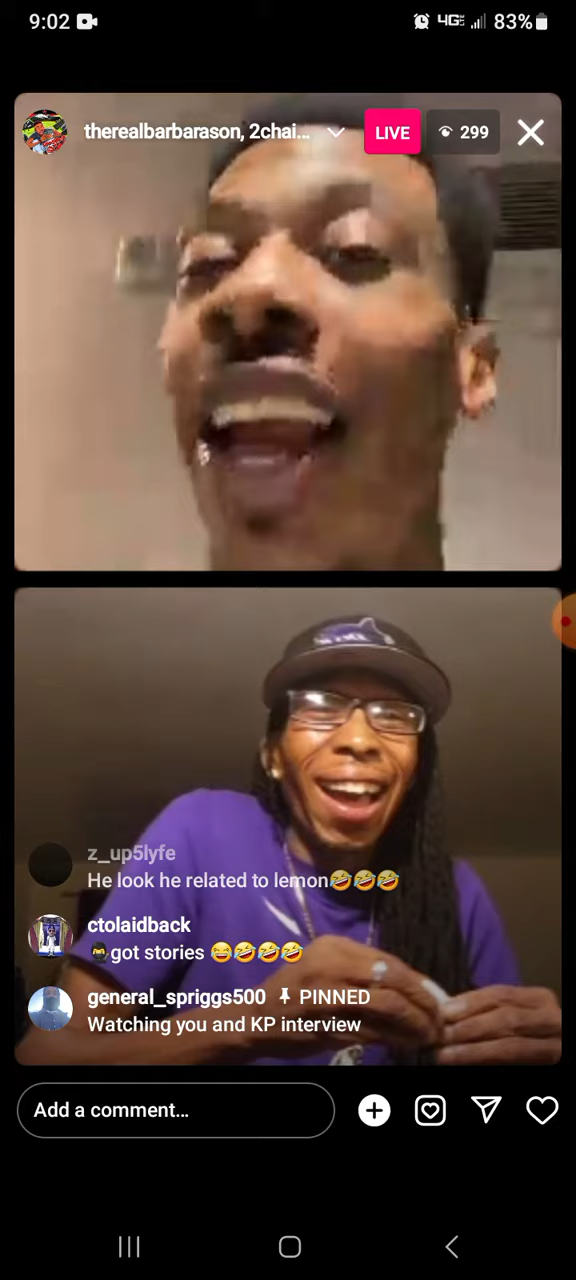 9:02
4GE
83%
therealbarbarason, 2chai...
LIVE
299
z_up5lyfe
He look he related to lemon🤣🤣🤣
ctolaidback
🥷got stories 😂🤣🤣🤣
general_spriggs500 📌 PINNED
Watching you and KP interview
Add a comment...